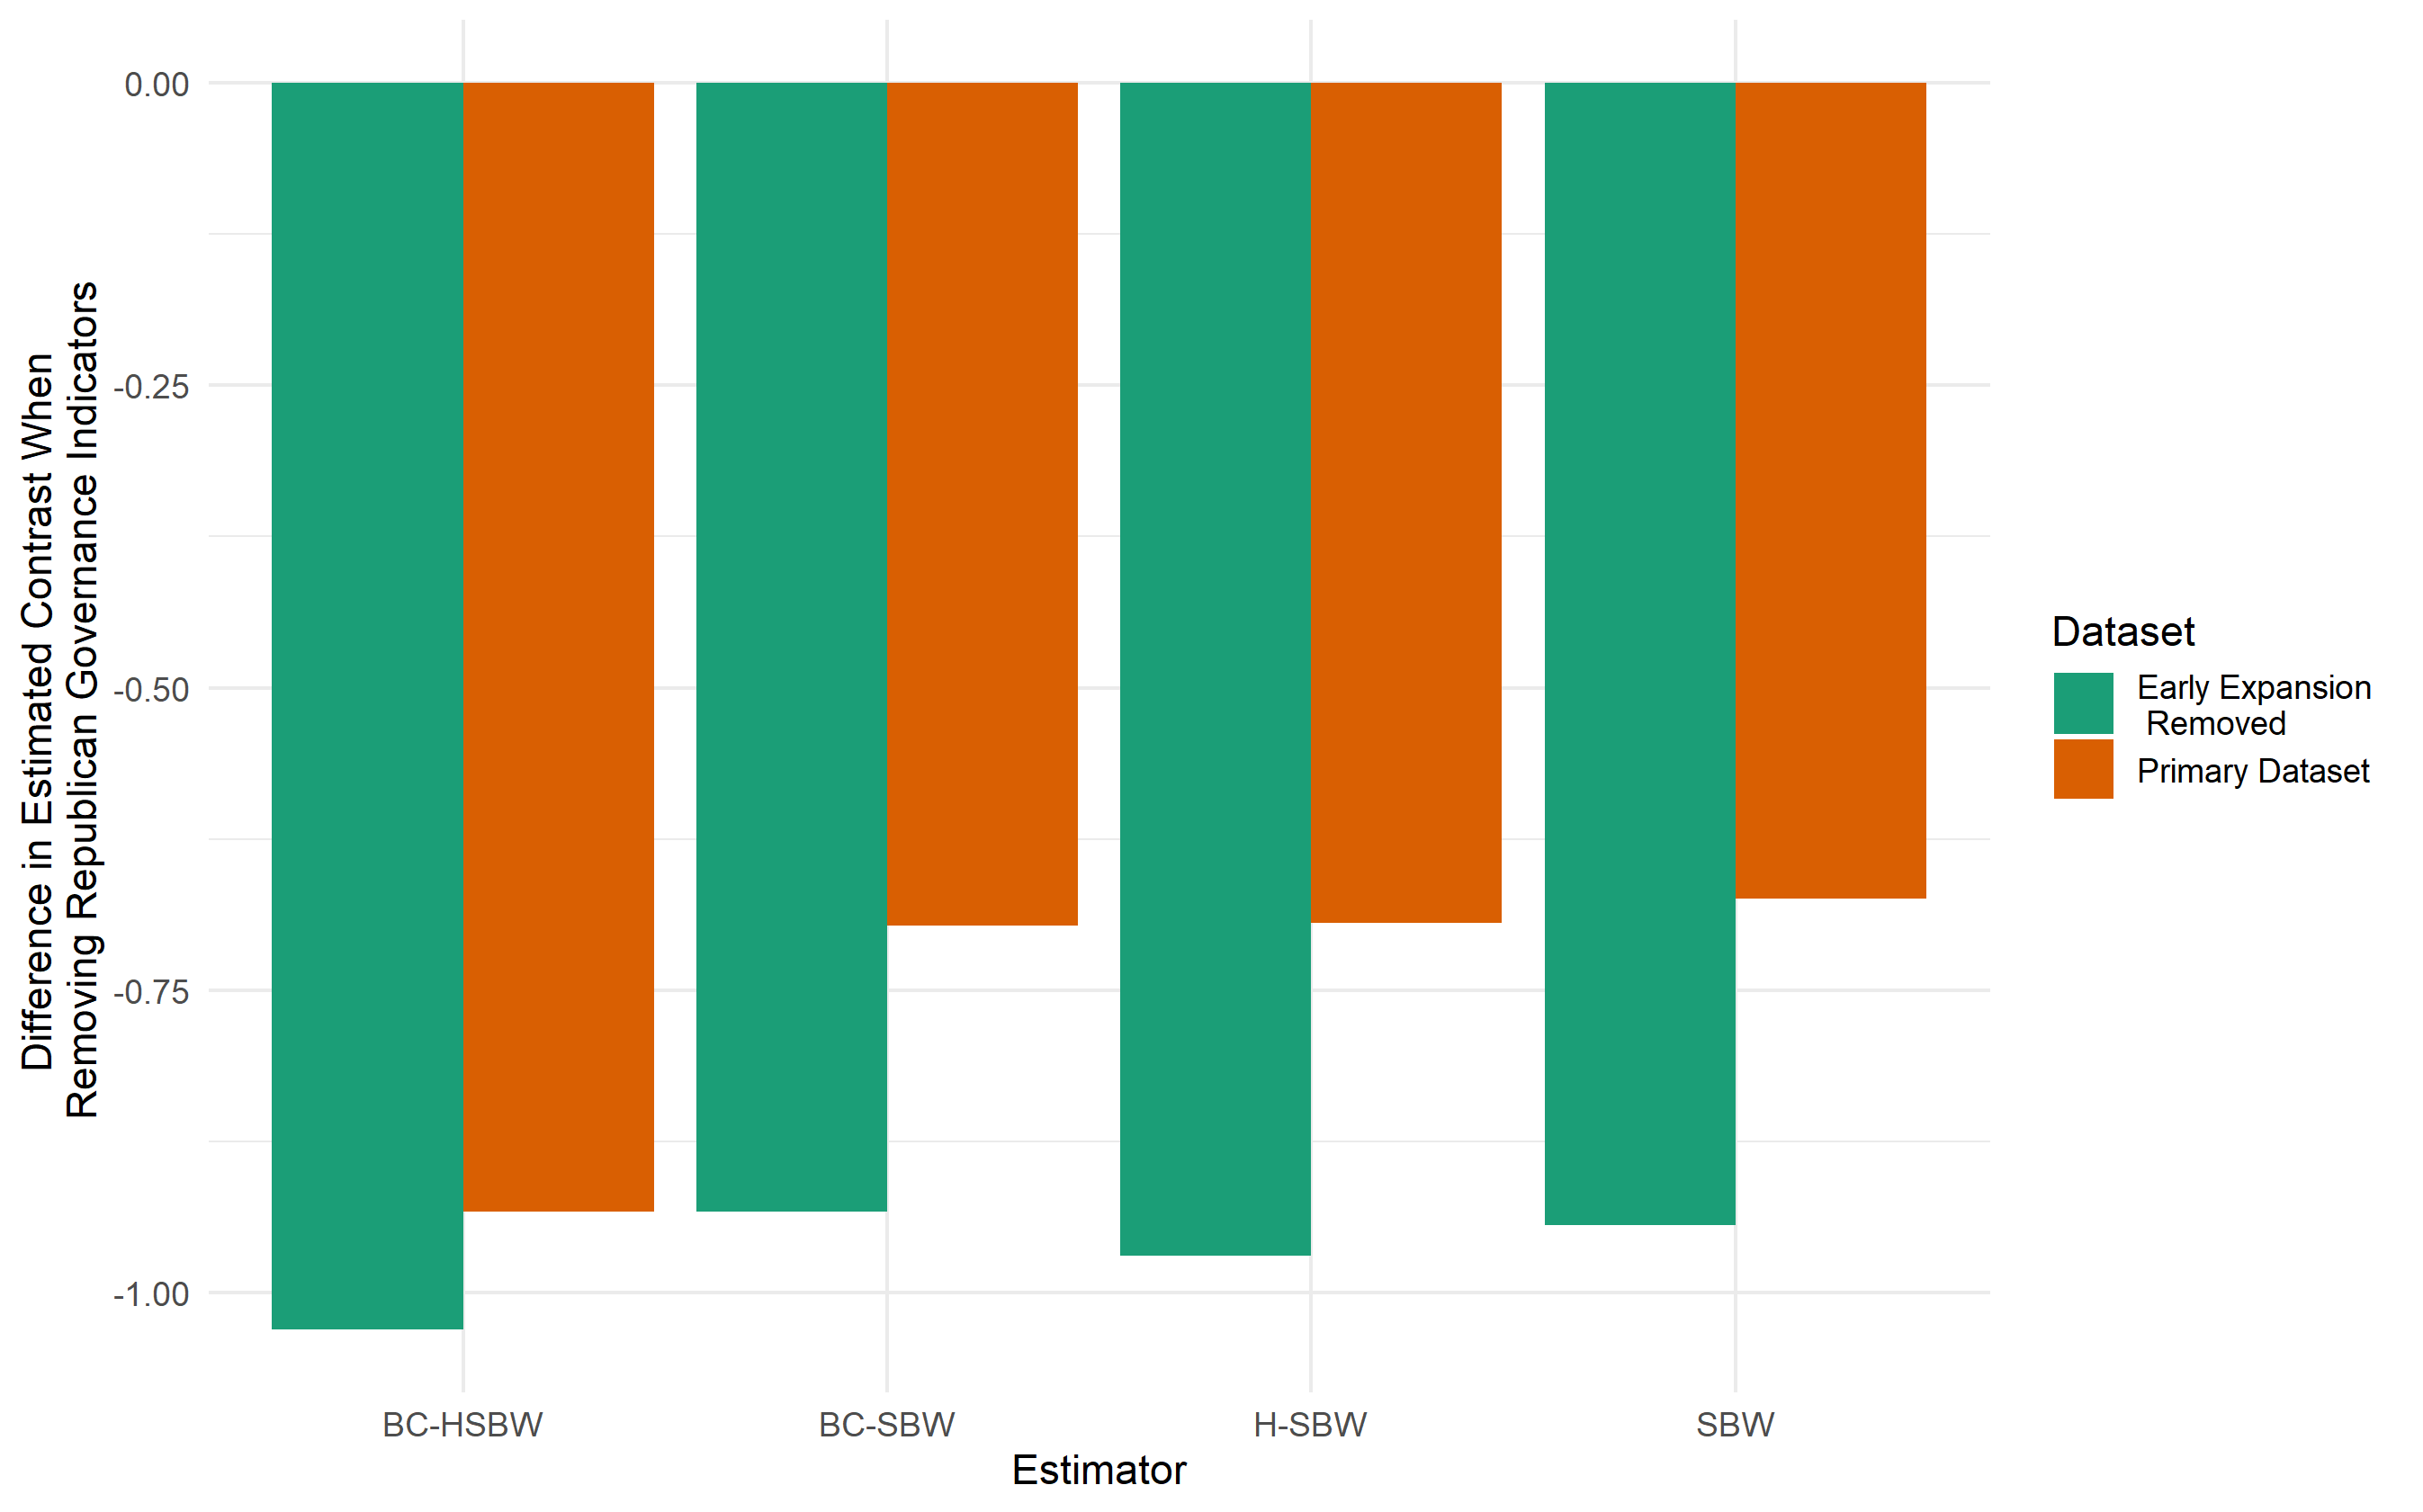 Difference in Estimated Contrast When
Removing Republican Governance Indicators
0.00
-0.25
-0.50
-0.75
-1.00
BC-HSBW
BC-SBW
H-SBW
SBW
Estimator
Dataset
Early Expansion
Removed
Primary Dataset